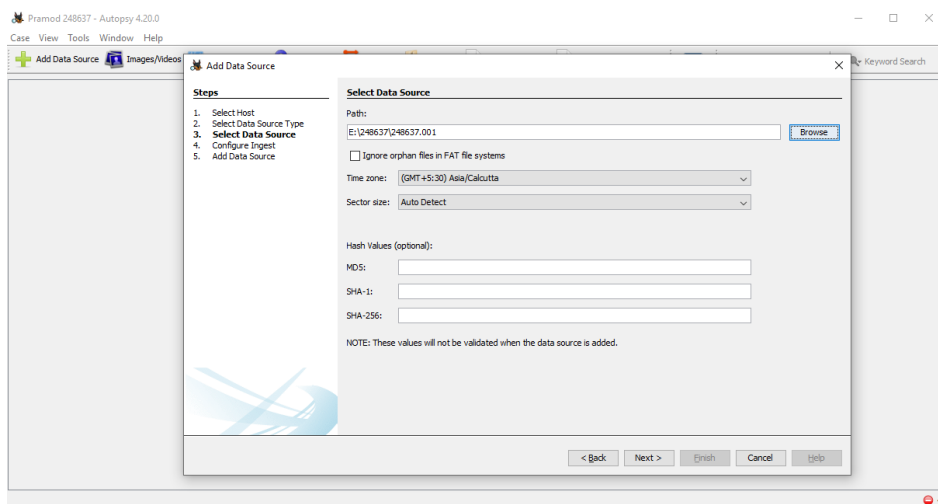 Pramod 248637 - Autopsy 4.20.0
Case View Tools Window Help
Add Data Source Images/Videos Keyword Search
Add Data Source
Steps
1. Select Host
2. Select Data Source Type
3. Select Data Source
4. Configure Ingest
5. Add Data Source
Select Data Source
Path:
E:\248637\248637.001 Browse
Ignore orphan files in FAT file systems
Time zone: (GMT+5:30) Asia/Calcutta
Sector size: Auto Detect
Hash Values (optional):
MD5:
SHA-1:
SHA-256:
NOTE: These values will not be validated when the data source is added.
< Back Next > Finish Cancel Help